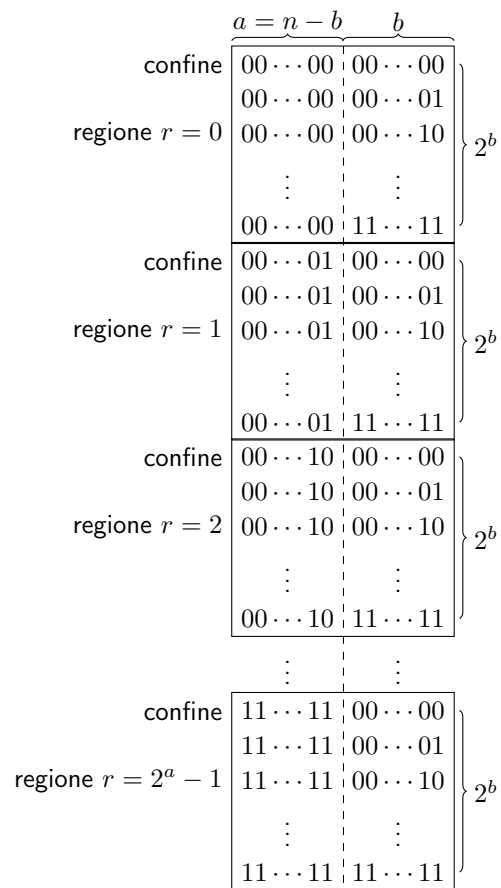 a = n − b b
confine 00 ⋯ 00 00 ⋯ 00
00 ⋯ 00 00 ⋯ 01
regione r = 0 00 ⋯ 00 00 ⋯ 10 2^b
⋮ ⋮
00 ⋯ 00 11 ⋯ 11
confine 00 ⋯ 01 00 ⋯ 00
00 ⋯ 01 00 ⋯ 01
regione r = 1 00 ⋯ 01 00 ⋯ 10 2^b
⋮ ⋮
00 ⋯ 01 11 ⋯ 11
confine 00 ⋯ 10 00 ⋯ 00
00 ⋯ 10 00 ⋯ 01
regione r = 2 00 ⋯ 10 00 ⋯ 10 2^b
⋮ ⋮
00 ⋯ 10 11 ⋯ 11
⋮ ⋮
confine 11 ⋯ 11 00 ⋯ 00
11 ⋯ 11 00 ⋯ 01
regione r = 2^a − 1 11 ⋯ 11 00 ⋯ 10 2^b
⋮ ⋮
11 ⋯ 11 11 ⋯ 11